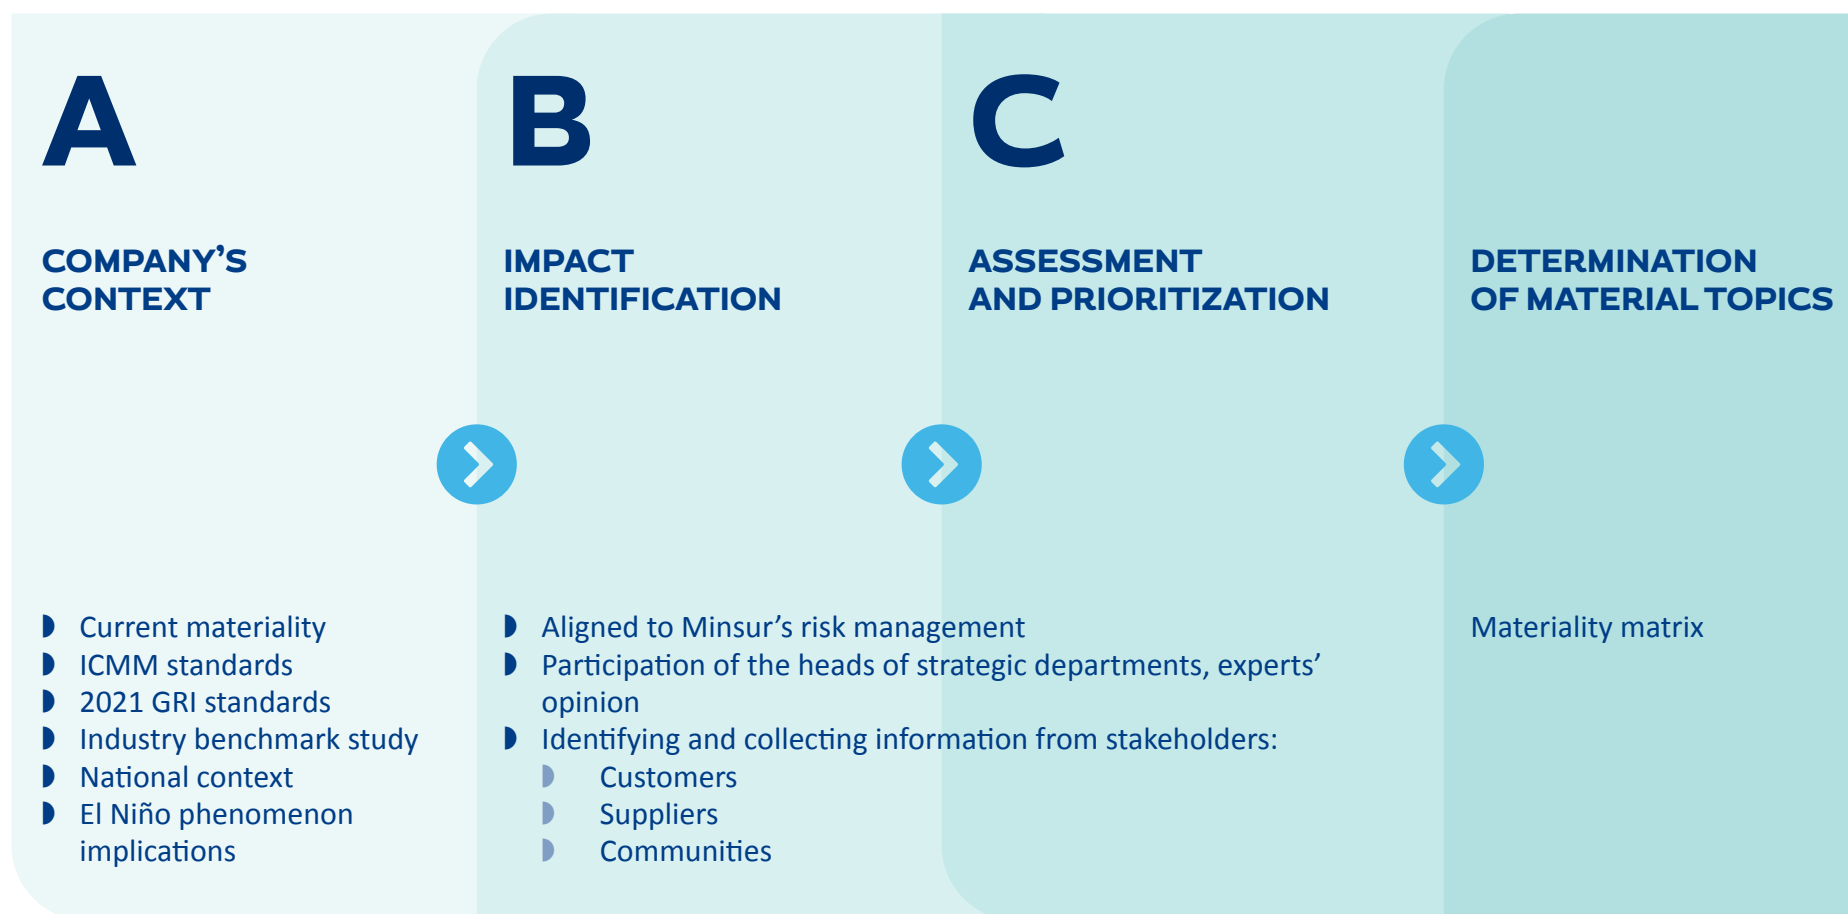 A
COMPANY’S
CONTEXT
Current materiality
ICMM standards
2021 GRI standards
Industry benchmark study
National context
El Niño phenomenon
implications
B
IMPACT
IDENTIFICATION
C
ASSESSMENT
AND PRIORITIZATION
Aligned to Minsur’s risk management
Participation of the heads of strategic departments, experts’
opinion
Identifying and collecting information from stakeholders:
Customers
Suppliers
Communities
DETERMINATION
OF MATERIAL TOPICS
Materiality matrix